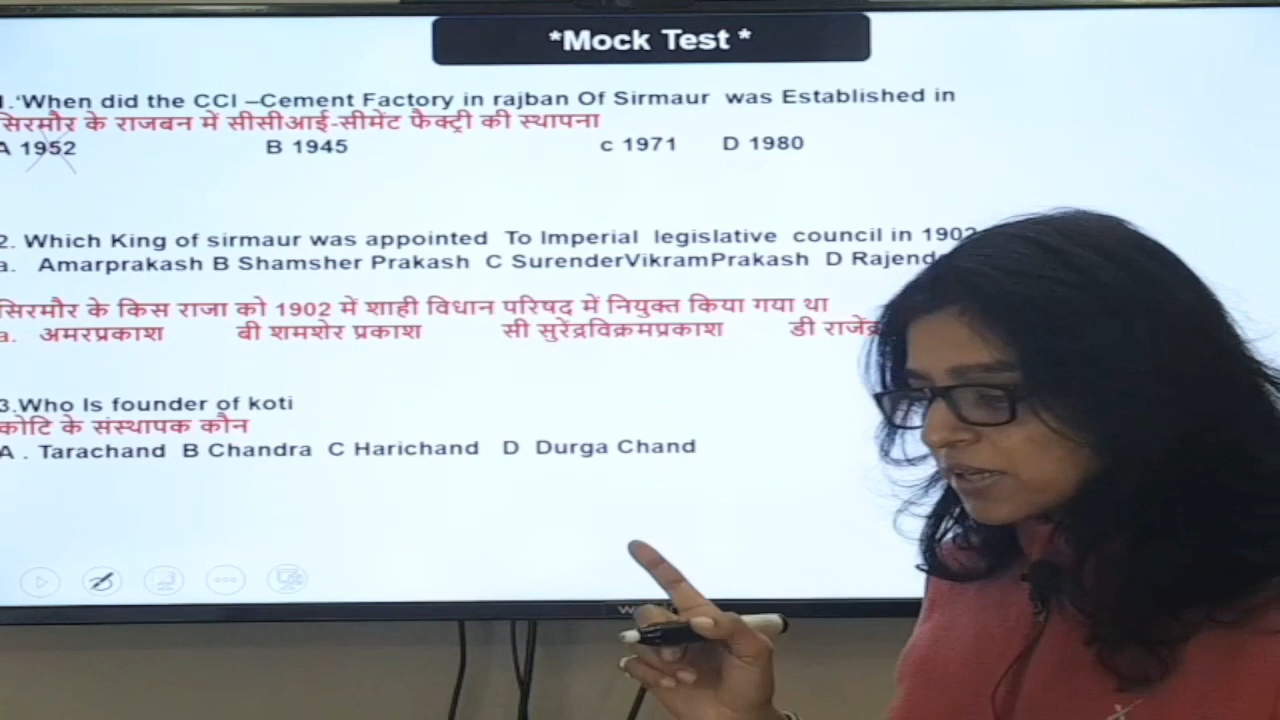 *Mock Test *
1.‘When did the CCI –Cement Factory in rajban Of Sirmaur was Established in
सिरमौर के राजबन में सीसीआई-सीमेंट फैक्ट्री की स्थापना
A 1952 B 1945 c 1971 D 1980
2. Which King of sirmaur was appointed To Imperial legislative council in 1902
a. Amarprakash B Shamsher Prakash C SurenderVikramPrakash D
सिरमौर के किस राजा को 1902 में शाही विधान परिषद में नियुक्त किया गया था
a. अमरप्रकाश बी शमशेर प्रकाश सी सुरेंद्रविक्रमप्रकाश डी
3.Who Is founder of koti
कोटि के संस्थापक कौन
A . Tarachand B Chandra C Harichand D Durga Chand